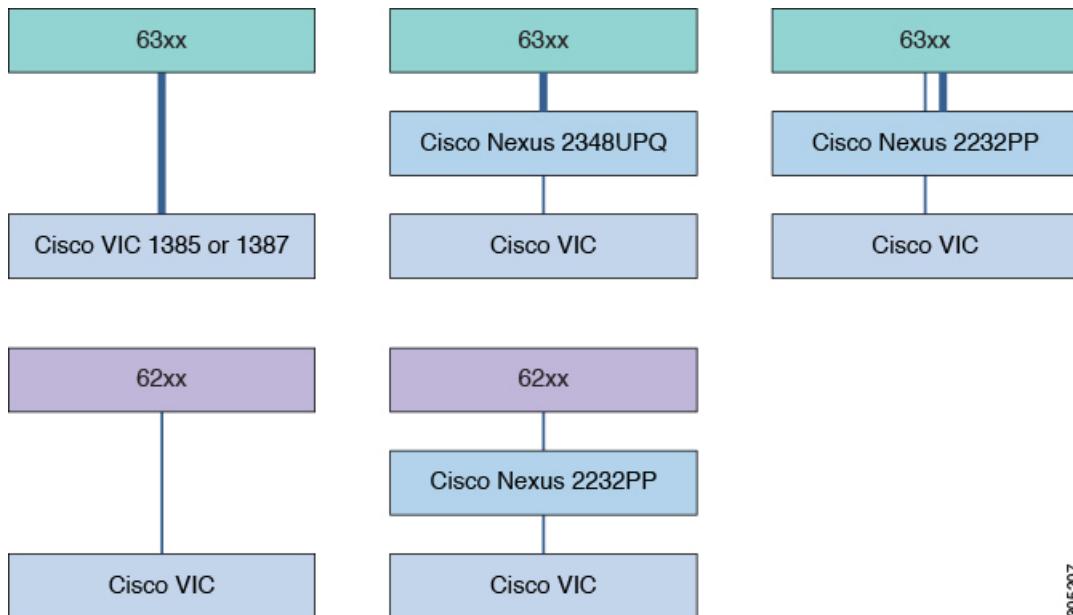 63xx
63xx
63xx
Cisco Nexus 2348UPQ
Cisco Nexus 2232PP
Cisco VIC 1385 or 1387
Cisco VIC
Cisco VIC
62xx
62xx
Cisco Nexus 2232PP
Cisco VIC
Cisco VIC